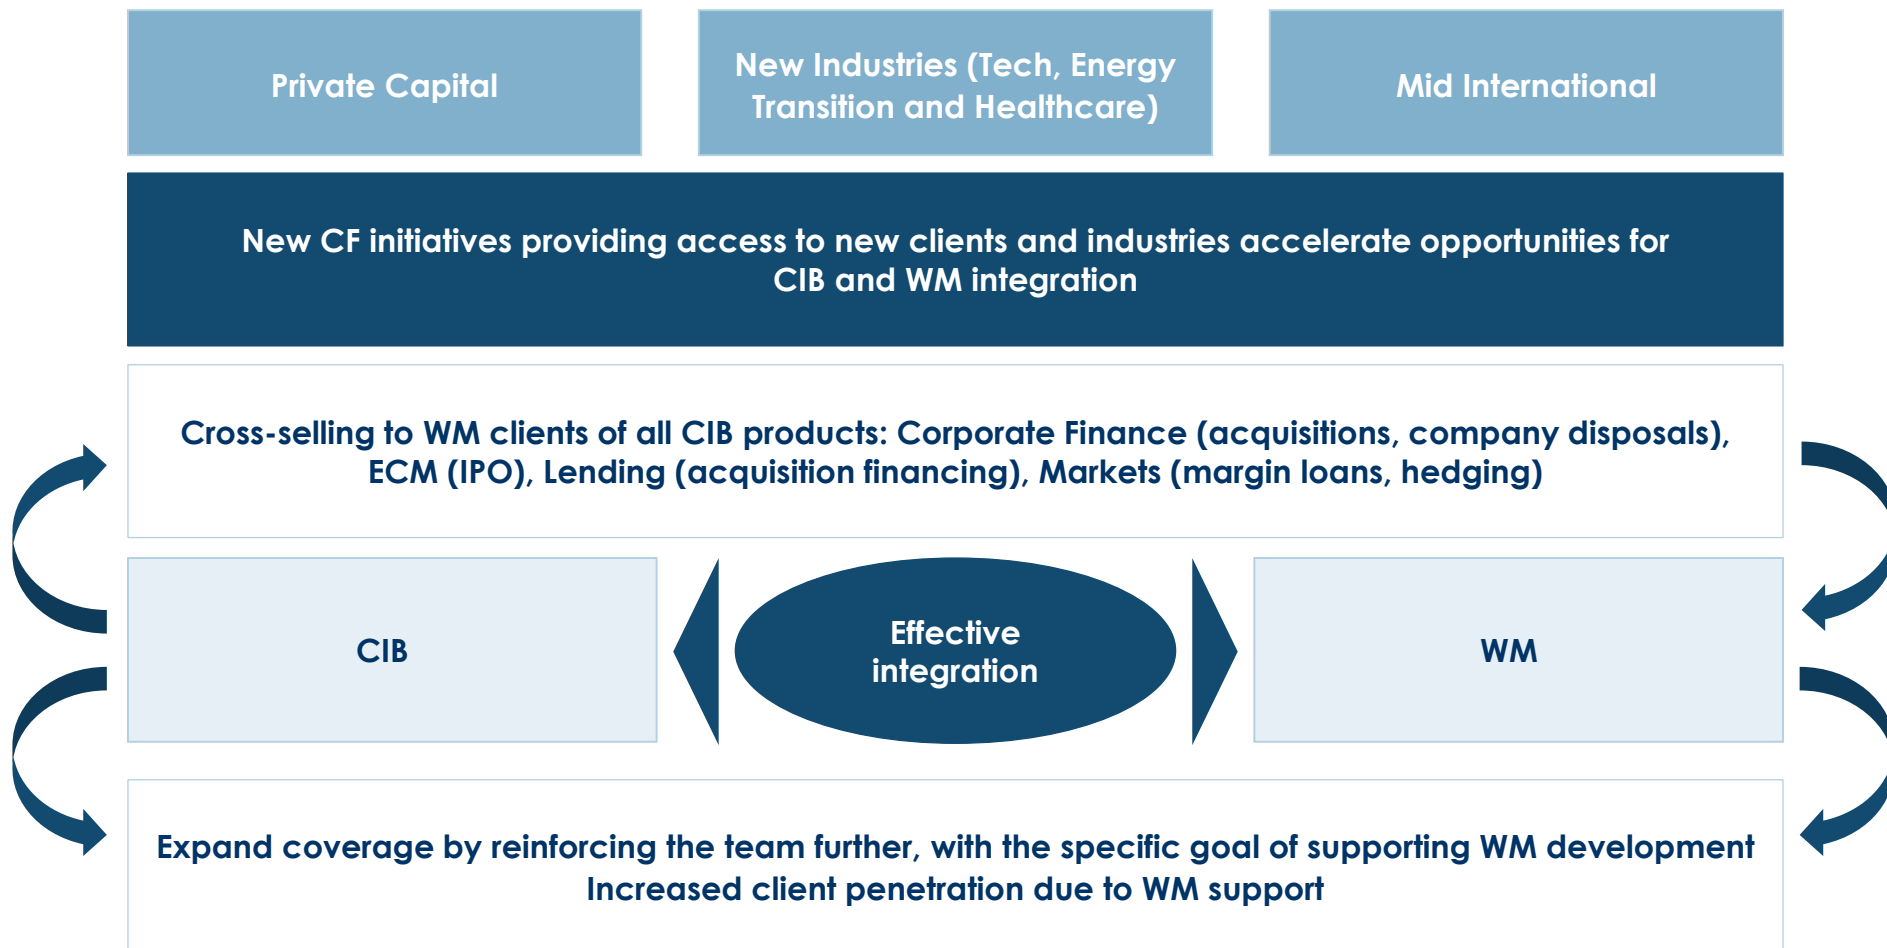 Private Capital
New Industries (Tech, Energy
Transition and Healthcare)
Mid International
New CF initiatives providing access to new clients and industries accelerate opportunities for
CIB and WM integration
Cross-selling to WM clients of all CIB products: Corporate Finance (acquisitions, company disposals),
ECM (IPO), Lending (acquisition financing), Markets (margin loans, hedging)
CIB
Effective
integration
WM
Expand coverage by reinforcing the team further, with the specific goal of supporting WM development
Increased client penetration due to WM support